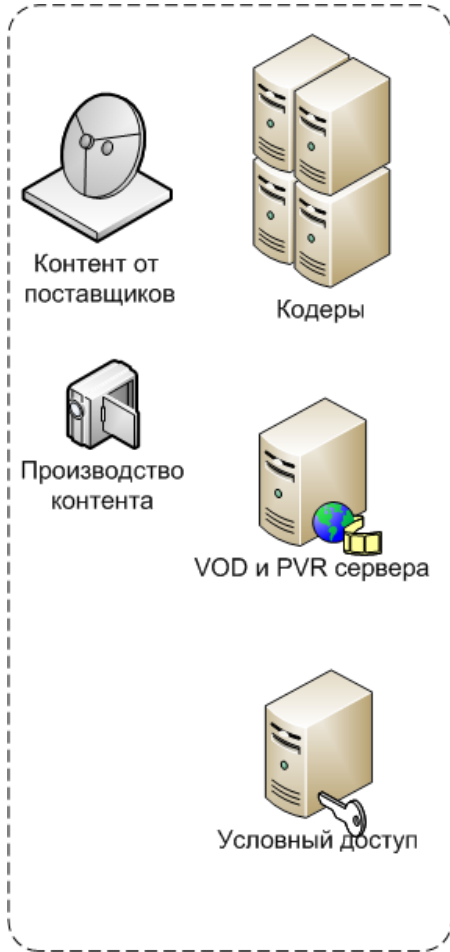 Контент от
поставщиков
Кодеры
Производство
контента
VOD и PVR сервера
Условный доступ